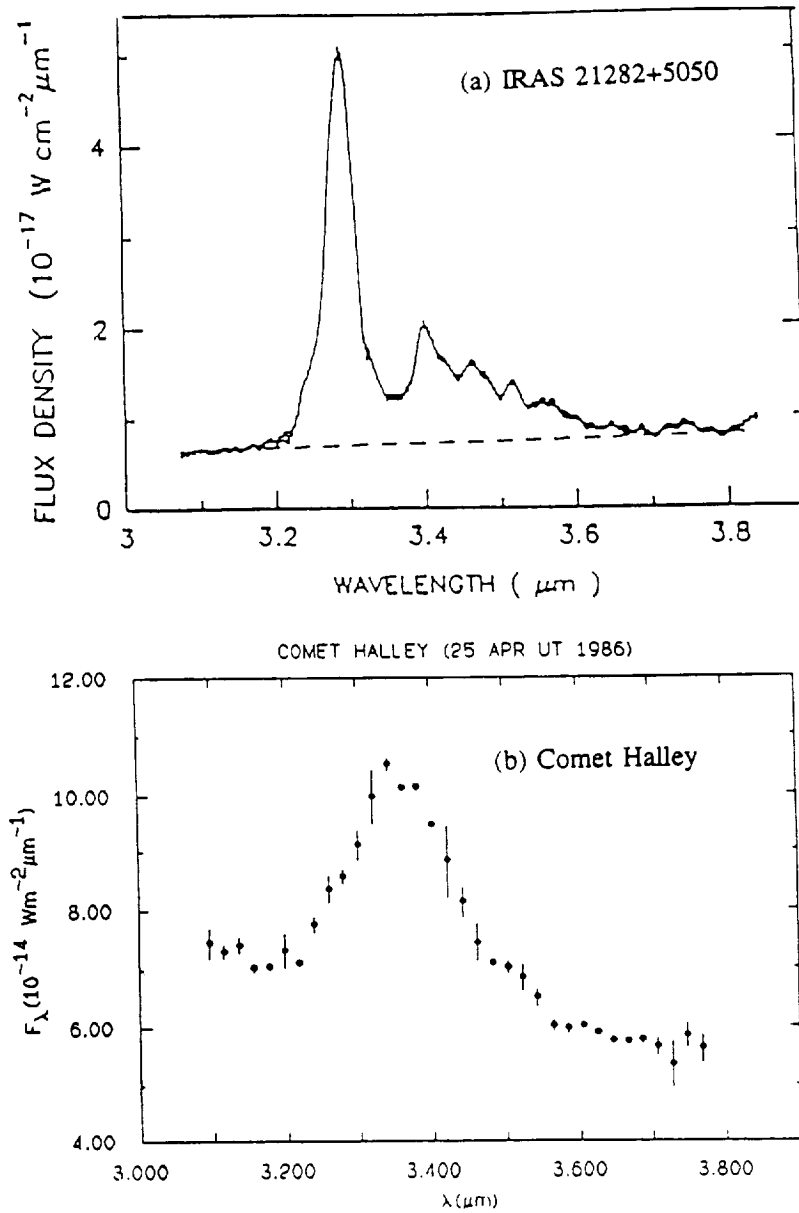 (a) IRAS 21282+5050
FLUX DENSITY (10⁻¹⁷ W cm⁻² μm⁻¹
4
2
0
3
3.2
3.4
3.6
3.8
WAVELENGTH ( μm )
COMET HALLEY (25 APR UT 1986)
(b) Comet Halley
F_λ(10⁻¹⁴ Wm⁻²μm⁻¹)
12.00
10.00
8.00
6.00
4.00
3.000
3.200
3.400
3.600
3.800
λ(μm)